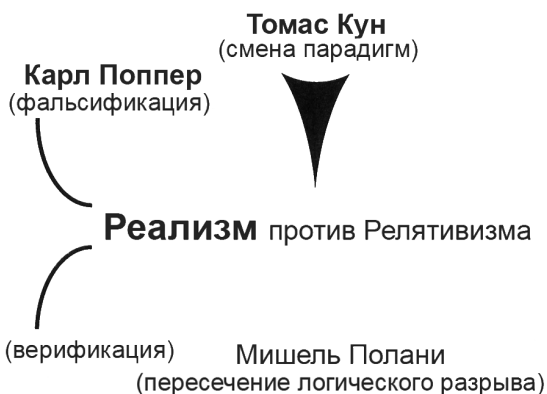 Томас Кун
(смена парадигм)
Карл Поппер
(фальсификация)
Реализм против Релятивизма
(верификация)
Мишель Полани
(пересечение логического разрыва)